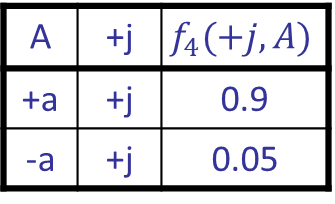 A +j f₄(+j, A)
+a +j 0.9
-a +j 0.05